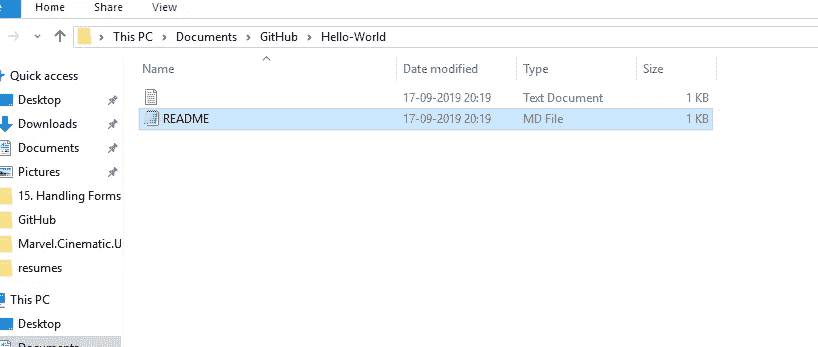 Home Share View
This PC Documents GitHub Hello-World
Name Date modified Type Size
17-09-2019 20:19 Text Document 1 KB
README 17-09-2019 20:19 MD File 1 KB
Quick access
Desktop
Downloads
Documents
Pictures
15. Handling Forms
GitHub
Marvel.Cinematic.U
resumes
This PC
Desktop
Documents